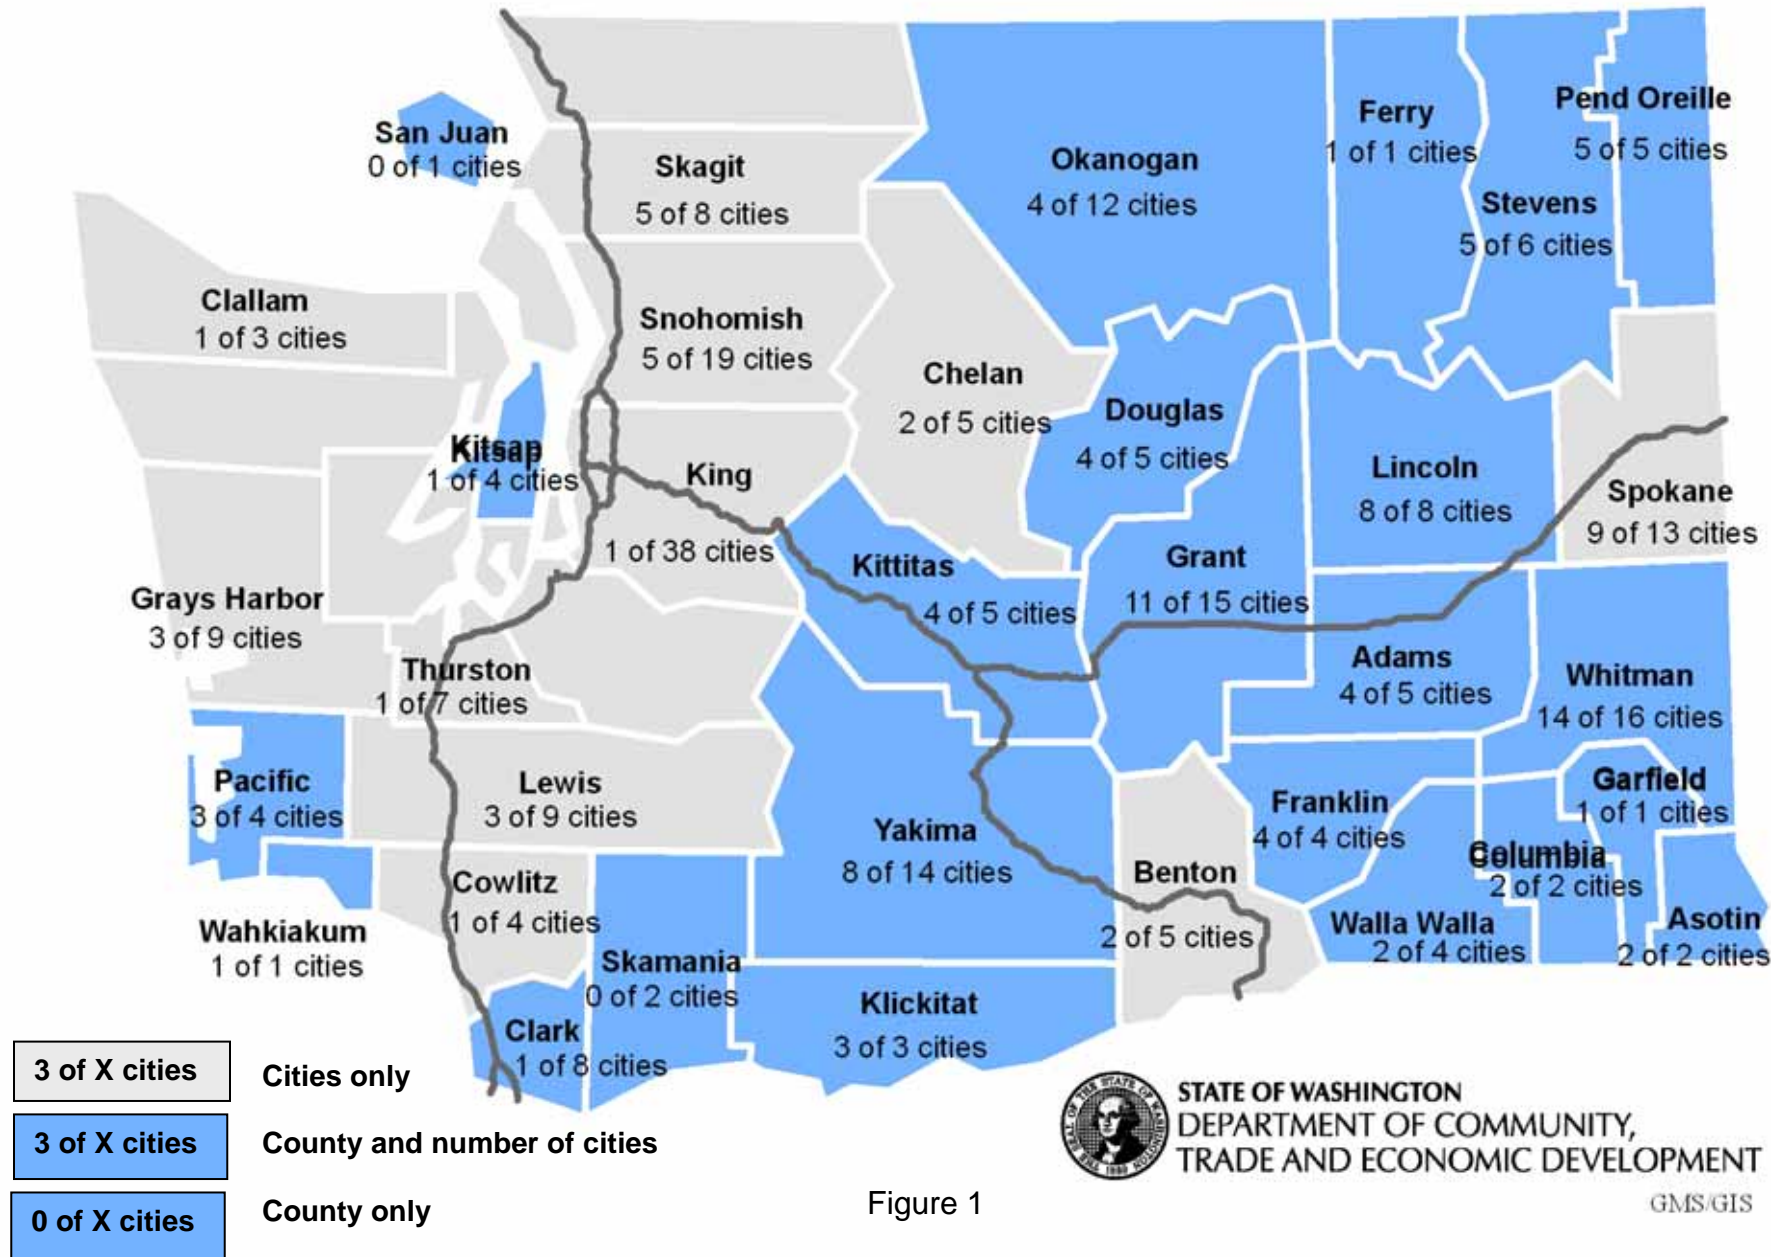 San Juan
0 of 1 cities
Skagit
5 of 8 cities
Okanogan
4 of 12 cities
Ferry
1 of 1 cities
Pend Oreille
5 of 5 cities
Stevens
5 of 6 cities
Clallam
1 of 3 cities
Snohomish
5 of 19 cities
Chelan
2 of 5 cities
Douglas
4 of 5 cities
Kitsap
1 of 4 cities
King
1 of 38 cities
Lincoln
8 of 8 cities
Spokane
9 of 13 cities
Kittitas
4 of 5 cities
Grant
11 of 15 cities
Grays Harbor
3 of 9 cities
Thurston
1 of 7 cities
Adams
4 of 5 cities
Whitman
14 of 16 cities
Pacific
3 of 4 cities
Lewis
3 of 9 cities
Yakima
8 of 14 cities
Benton
2 of 5 cities
Franklin
4 of 4 cities
Garfield
1 of 1 cities
Columbia
2 of 2 cities
Walla Walla
2 of 4 cities
Asotin
2 of 2 cities
Cowlitz
1 of 4 cities
Wahkiakum
1 of 1 cities
Skamania
0 of 2 cities
Klickitat
3 of 3 cities
Clark
1 of 8 cities
3 of X cities
Cities only
3 of X cities
County and number of cities
0 of X cities
County only
Figure 1
STATE OF WASHINGTON
DEPARTMENT OF COMMUNITY,
TRADE AND ECONOMIC DEVELOPMENT
GMS/GIS
THE SEAL OF THE STATE OF WASHINGTON
1889